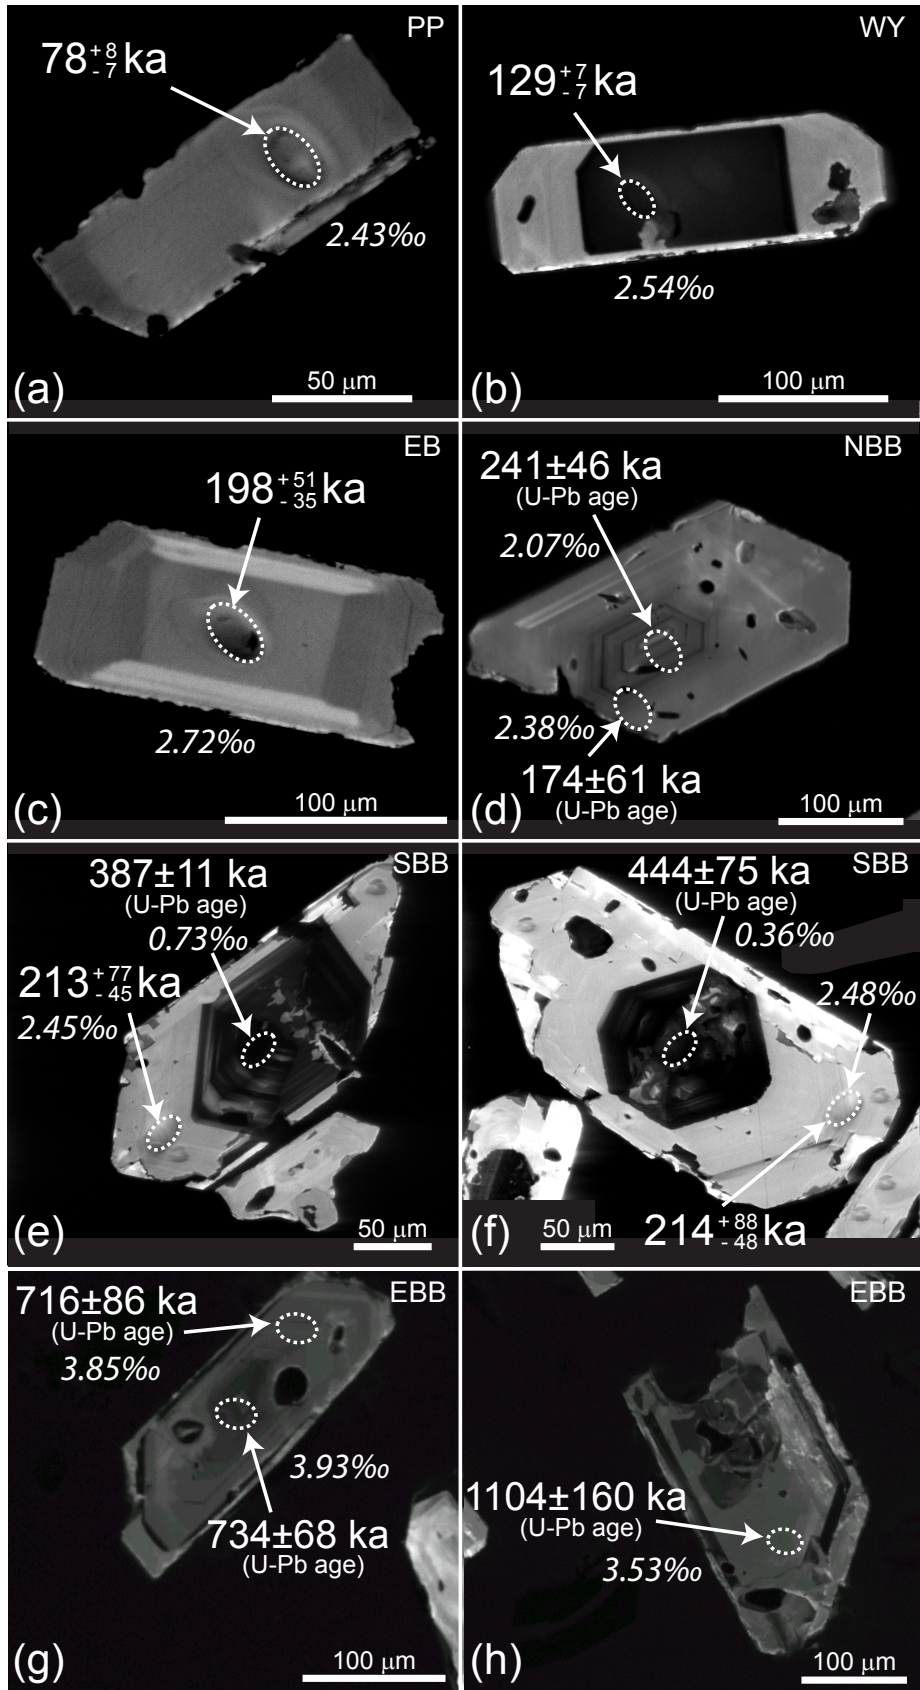 PP
78 +8 -7 ka
2.43‰
(a)
50 μm
WY
129 +7 -7 ka
2.54‰
(b)
100 μm
EB
198 +51 -35 ka
2.72‰
(c)
100 μm
NBB
241±46 ka
(U-Pb age)
2.07‰
2.38‰
174±61 ka
(U-Pb age)
(d)
100 μm
SBB
387±11 ka
(U-Pb age)
0.73‰
213 +77 -45 ka
2.45‰
(e)
50 μm
SBB
444±75 ka
(U-Pb age)
0.36‰
2.48‰
214 +88 -48 ka
(f)
50 μm
EBB
716±86 ka
(U-Pb age)
3.85‰
3.93‰
734±68 ka
(U-Pb age)
(g)
100 μm
EBB
1104±160 ka
(U-Pb age)
3.53‰
(h)
100 μm